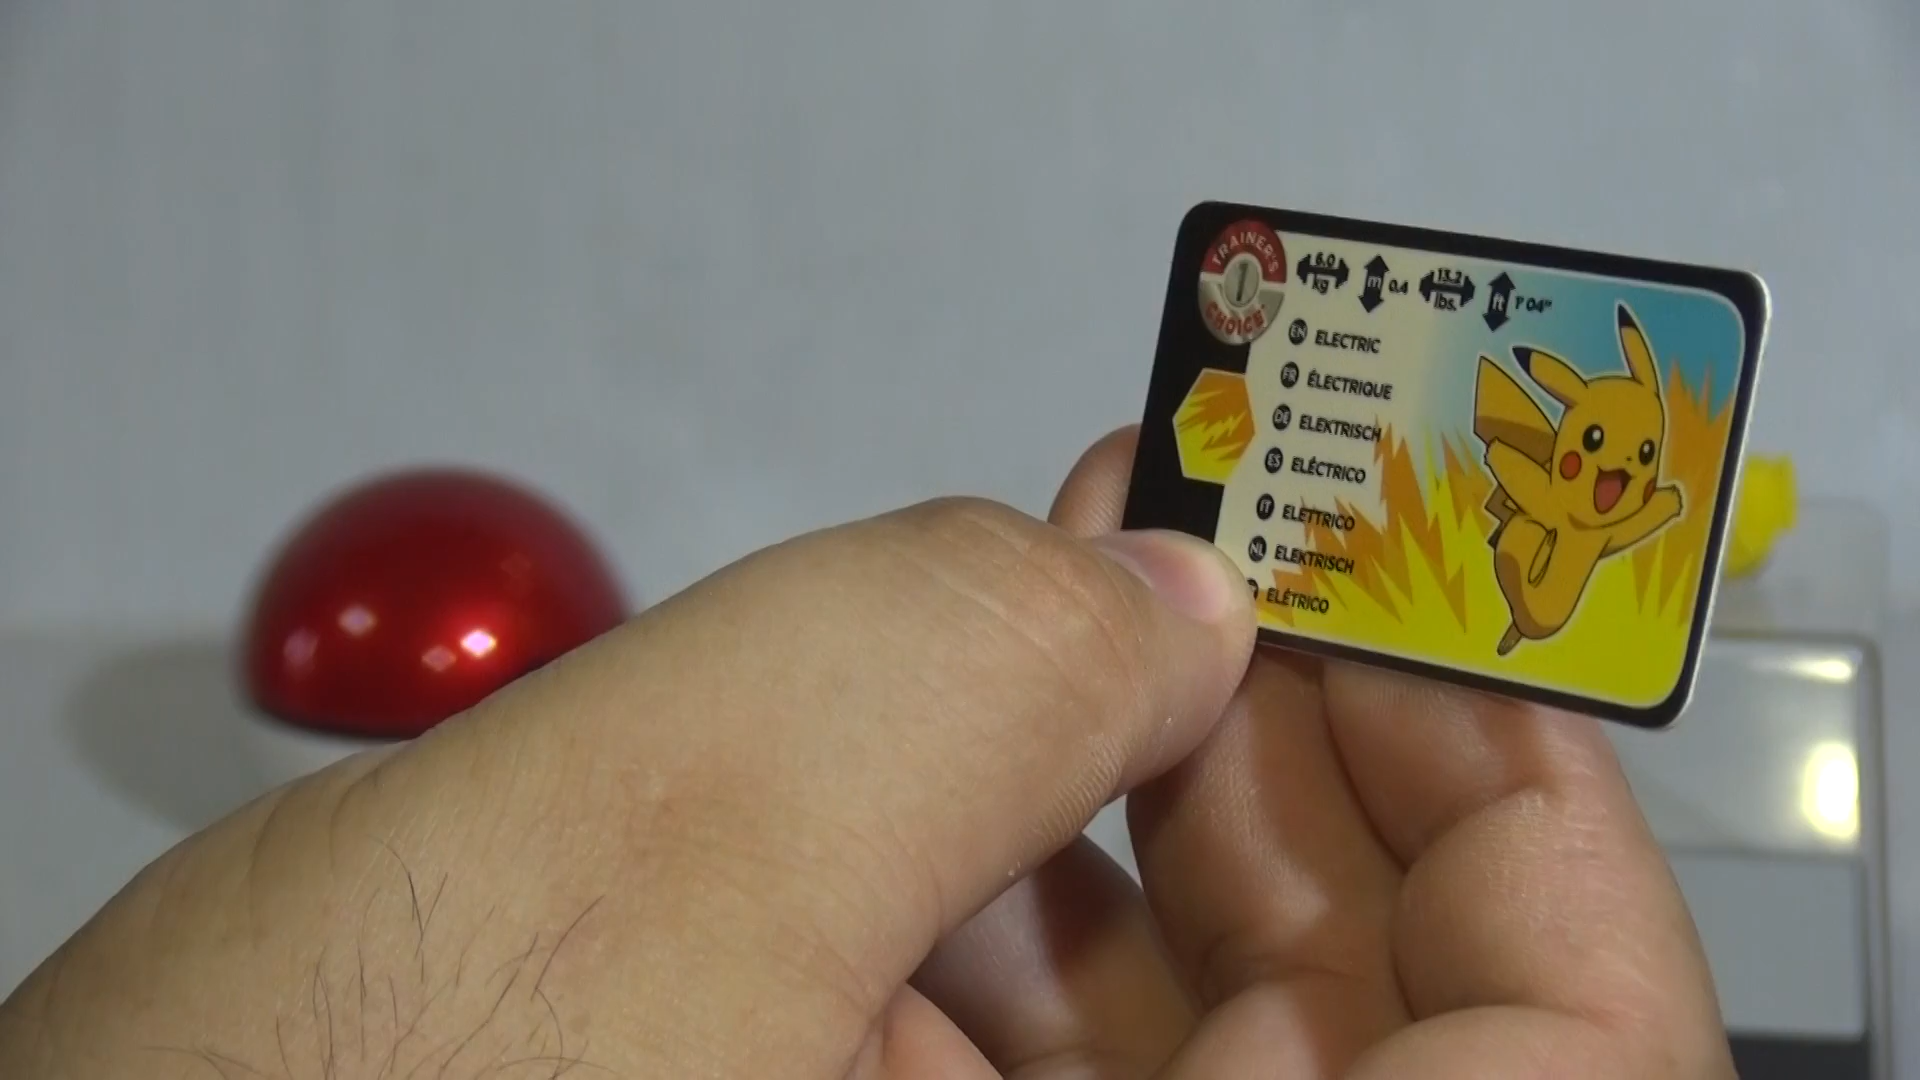 TRAINER'S
1
CHOICE
6.0 kg
m 0.4
13.2 lbs.
ft 1' 04"
EN ELECTRIC
FR ÉLECTRIQUE
DE ELEKTRISCH
ES ELÉCTRICO
IT ELETTRICO
NL ELEKTRISCH
ELÉTRICO